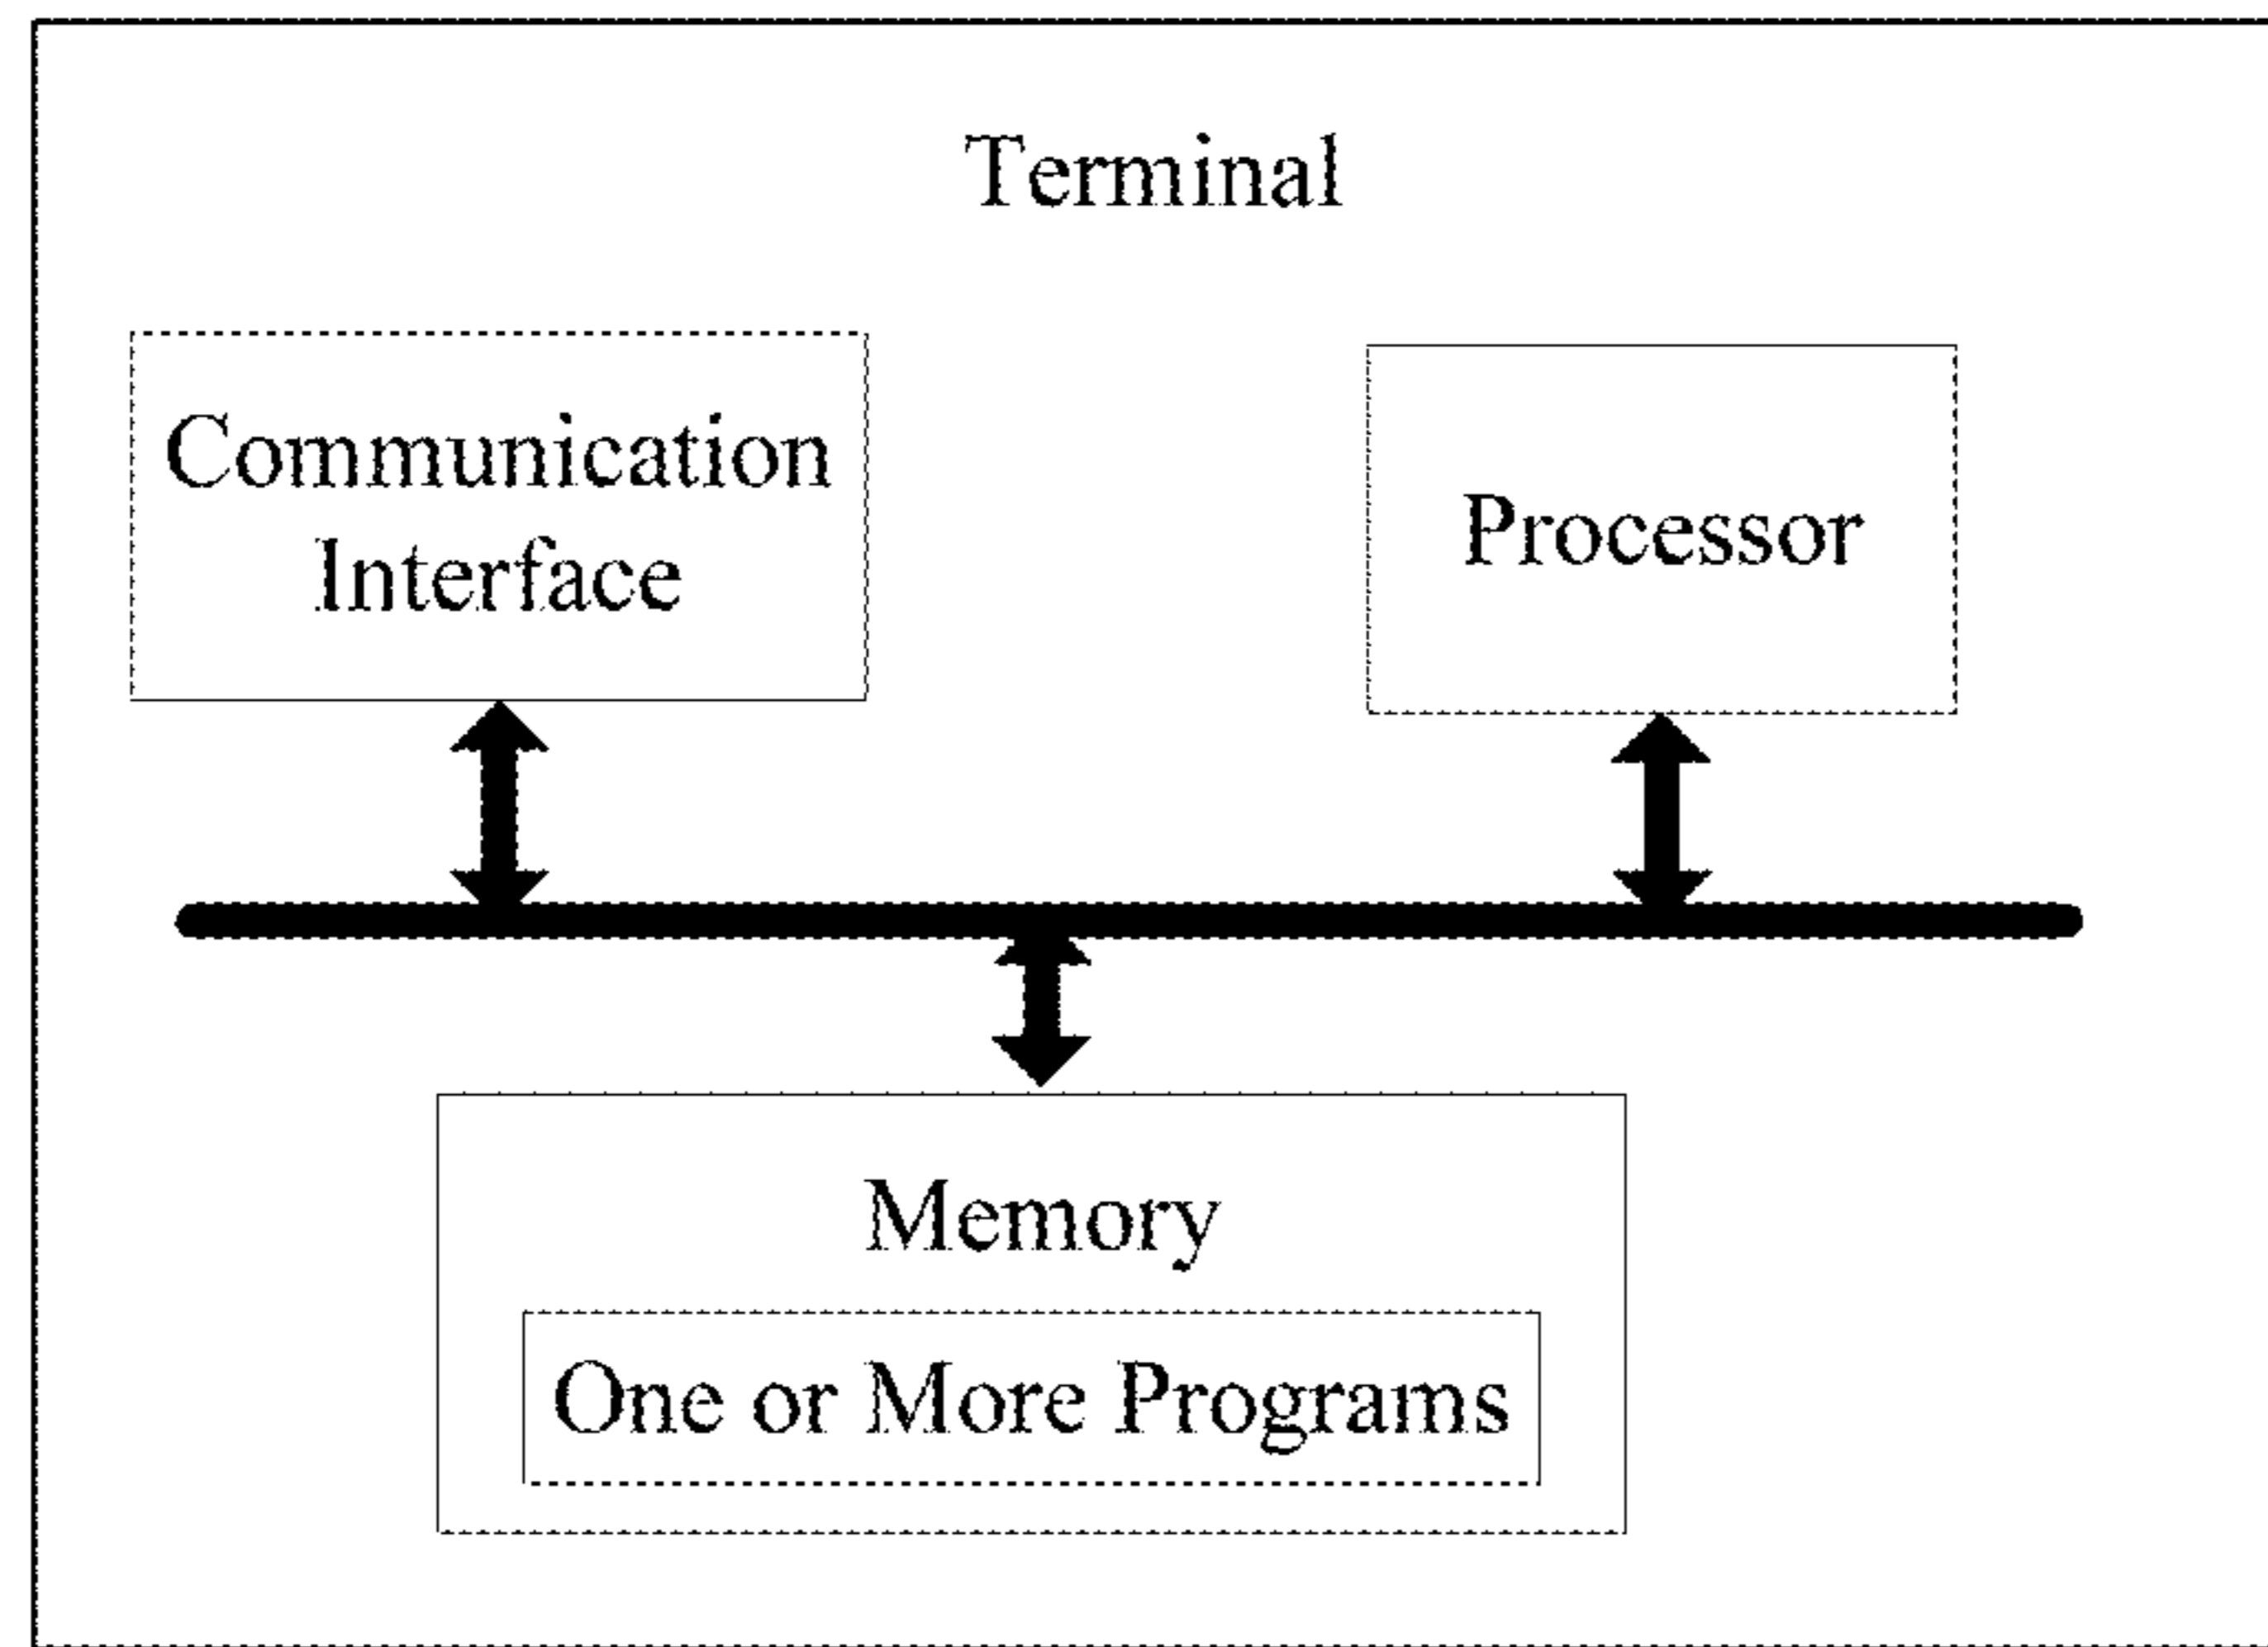 Terminal
Communication
Interface
Processor
Memory
One or More Programs